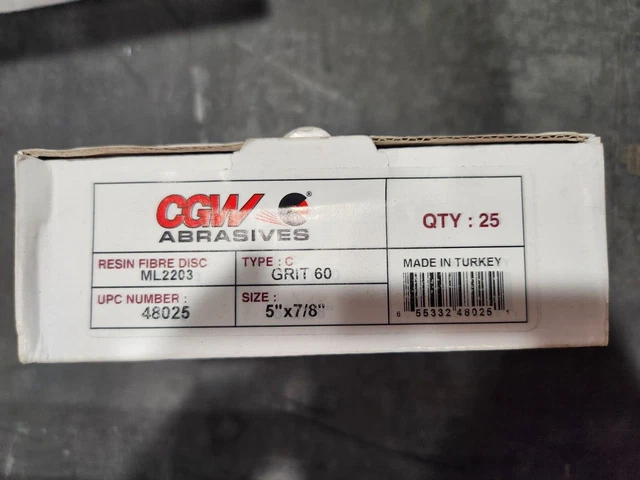 CGW®
ABRASIVES
QTY : 25
RESIN FIBRE DISC
ML2203
TYPE : C
GRIT 60
MADE IN TURKEY
UPC NUMBER :
48025
SIZE :
5"x7/8"
6 55332 48025 1